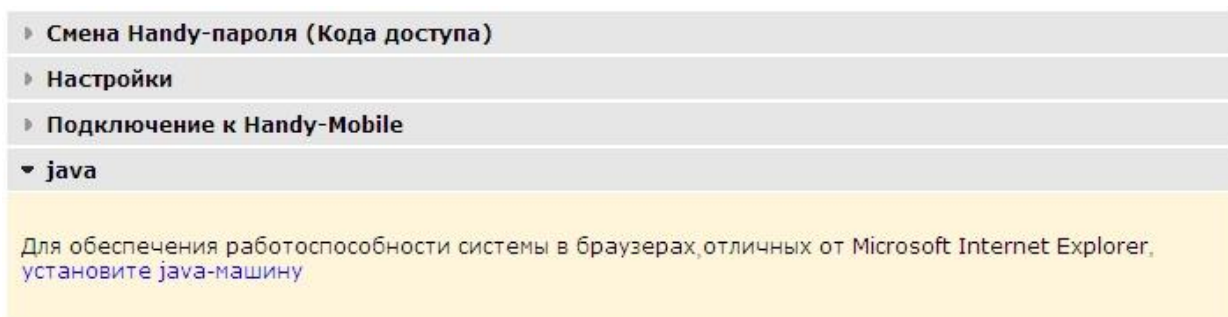 Смена Handy-пароля (Кода доступа)
Настройки
Подключение к Handy-Mobile
java
Для обеспечения работоспособности системы в браузерах,отличных от Microsoft Internet Explorer,
установите java-машину